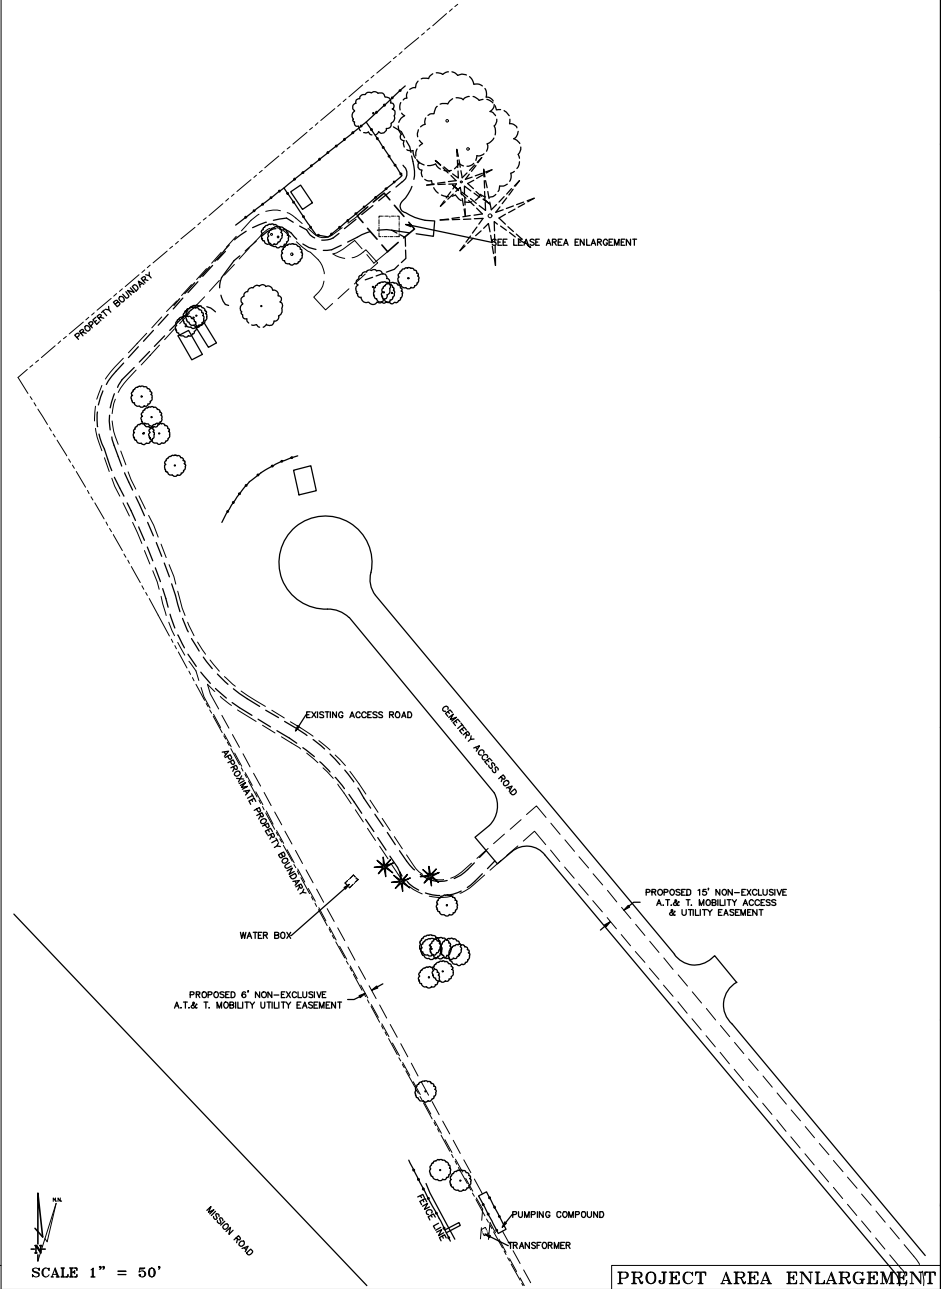 SEE LEASE AREA ENLARGEMENT
PROPERTY BOUNDARY
EXISTING ACCESS ROAD
CEMETERY ACCESS ROAD
APPROXIMATE PROPERTY BOUNDARY
PROPOSED 15' NON-EXCLUSIVE
A.T.& T. MOBILITY ACCESS
& UTILITY EASEMENT
WATER BOX
PROPOSED 6' NON-EXCLUSIVE
A.T.& T. MOBILITY UTILITY EASEMENT
FENCE LINE
PUMPING COMPOUND
MISSION ROAD
TRANSFORMER
N
SCALE 1" = 50'
PROJECT AREA ENLARGEMENT